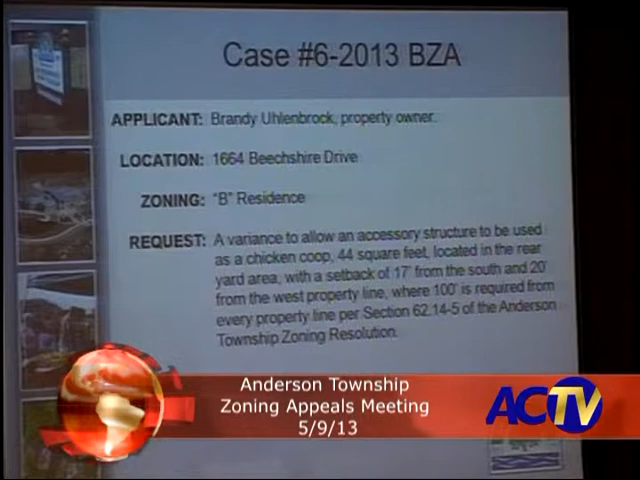 Case #6-2013 BZA
APPLICANT: Brandy Uhlenbrock, property owner.
LOCATION: 1664 Beechshire Drive
ZONING: "B" Residence
REQUEST: A variance to allow an accessory structure to be used
as a chicken coop, 44 square feet, located in the rear
yard area, with a setback of 17' from the south and 20'
from the west property line, where 100' is required from
every property line per Section 62.14-5 of the Anderson
Township Zoning Resolution.
Anderson Township
Zoning Appeals Meeting
5/9/13
ACTV